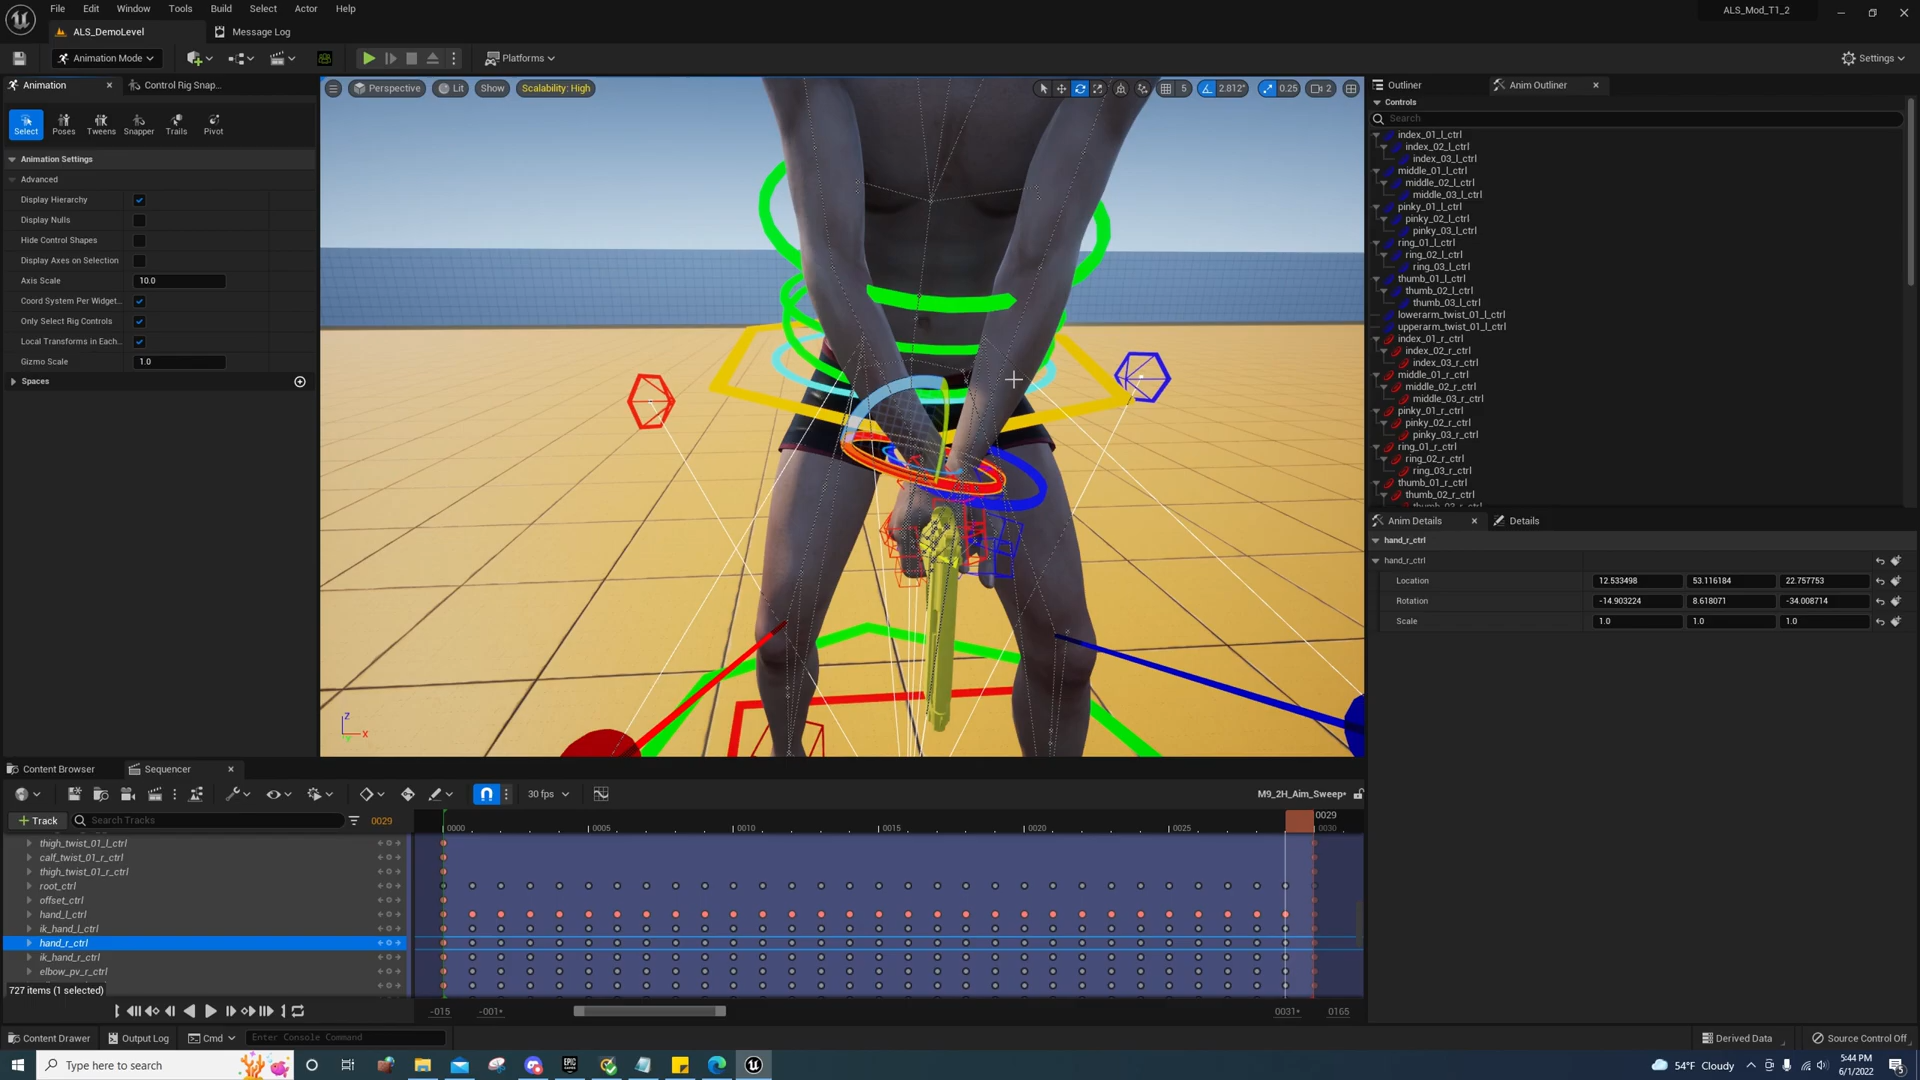 File Edit Window Tools Build Select Actor Help
ALS_Mod_T1_2
ALS_DemoLevel
Message Log
Animation Mode
Platforms
Settings
Animation
Control Rig Snap...
Perspective
Lit
Show
Scalability: High
5
2.812°
0.25
2
Outliner
Anim Outliner
Select
Poses
Tweens
Snapper
Trails
Pivot
Animation Settings
Advanced
Display Hierarchy
Display Nulls
Hide Control Shapes
Display Axes on Selection
Axis Scale 10.0
Coord System Per Widget...
Only Select Rig Controls
Local Transforms in Each...
Gizmo Scale 1.0
Spaces
Z
X
Controls
Search
index_01_l_ctrl
index_02_l_ctrl
index_03_l_ctrl
middle_01_l_ctrl
middle_02_l_ctrl
middle_03_l_ctrl
pinky_01_l_ctrl
pinky_02_l_ctrl
pinky_03_l_ctrl
ring_01_l_ctrl
ring_02_l_ctrl
ring_03_l_ctrl
thumb_01_l_ctrl
thumb_02_l_ctrl
thumb_03_l_ctrl
lowerarm_twist_01_l_ctrl
upperarm_twist_01_l_ctrl
index_01_r_ctrl
index_02_r_ctrl
index_03_r_ctrl
middle_01_r_ctrl
middle_02_r_ctrl
middle_03_r_ctrl
pinky_01_r_ctrl
pinky_02_r_ctrl
pinky_03_r_ctrl
ring_01_r_ctrl
ring_02_r_ctrl
ring_03_r_ctrl
thumb_01_r_ctrl
thumb_02_r_ctrl
Anim Details
Details
hand_r_ctrl
hand_r_ctrl
Location 12.533498 53.116184 22.757753
Rotation -14.903224 8.618071 -34.008714
Scale 1.0 1.0 1.0
Content Browser
Sequencer
30 fps
M9_2H_Aim_Sweep*
Track
Search Tracks
0029
0000
0005
0010
0015
0020
0025
0029
0030
thigh_twist_01_l_ctrl
calf_twist_01_r_ctrl
thigh_twist_01_r_ctrl
root_ctrl
offset_ctrl
hand_l_ctrl
ik_hand_l_ctrl
hand_r_ctrl
ik_hand_r_ctrl
elbow_pv_r_ctrl
727 items (1 selected)
-015
-001*
0031*
0165
Content Drawer
Output Log
Cmd
Enter Console Command
Derived Data
Source Control Off
Type here to search
54°F Cloudy
5:44 PM
6/1/2022